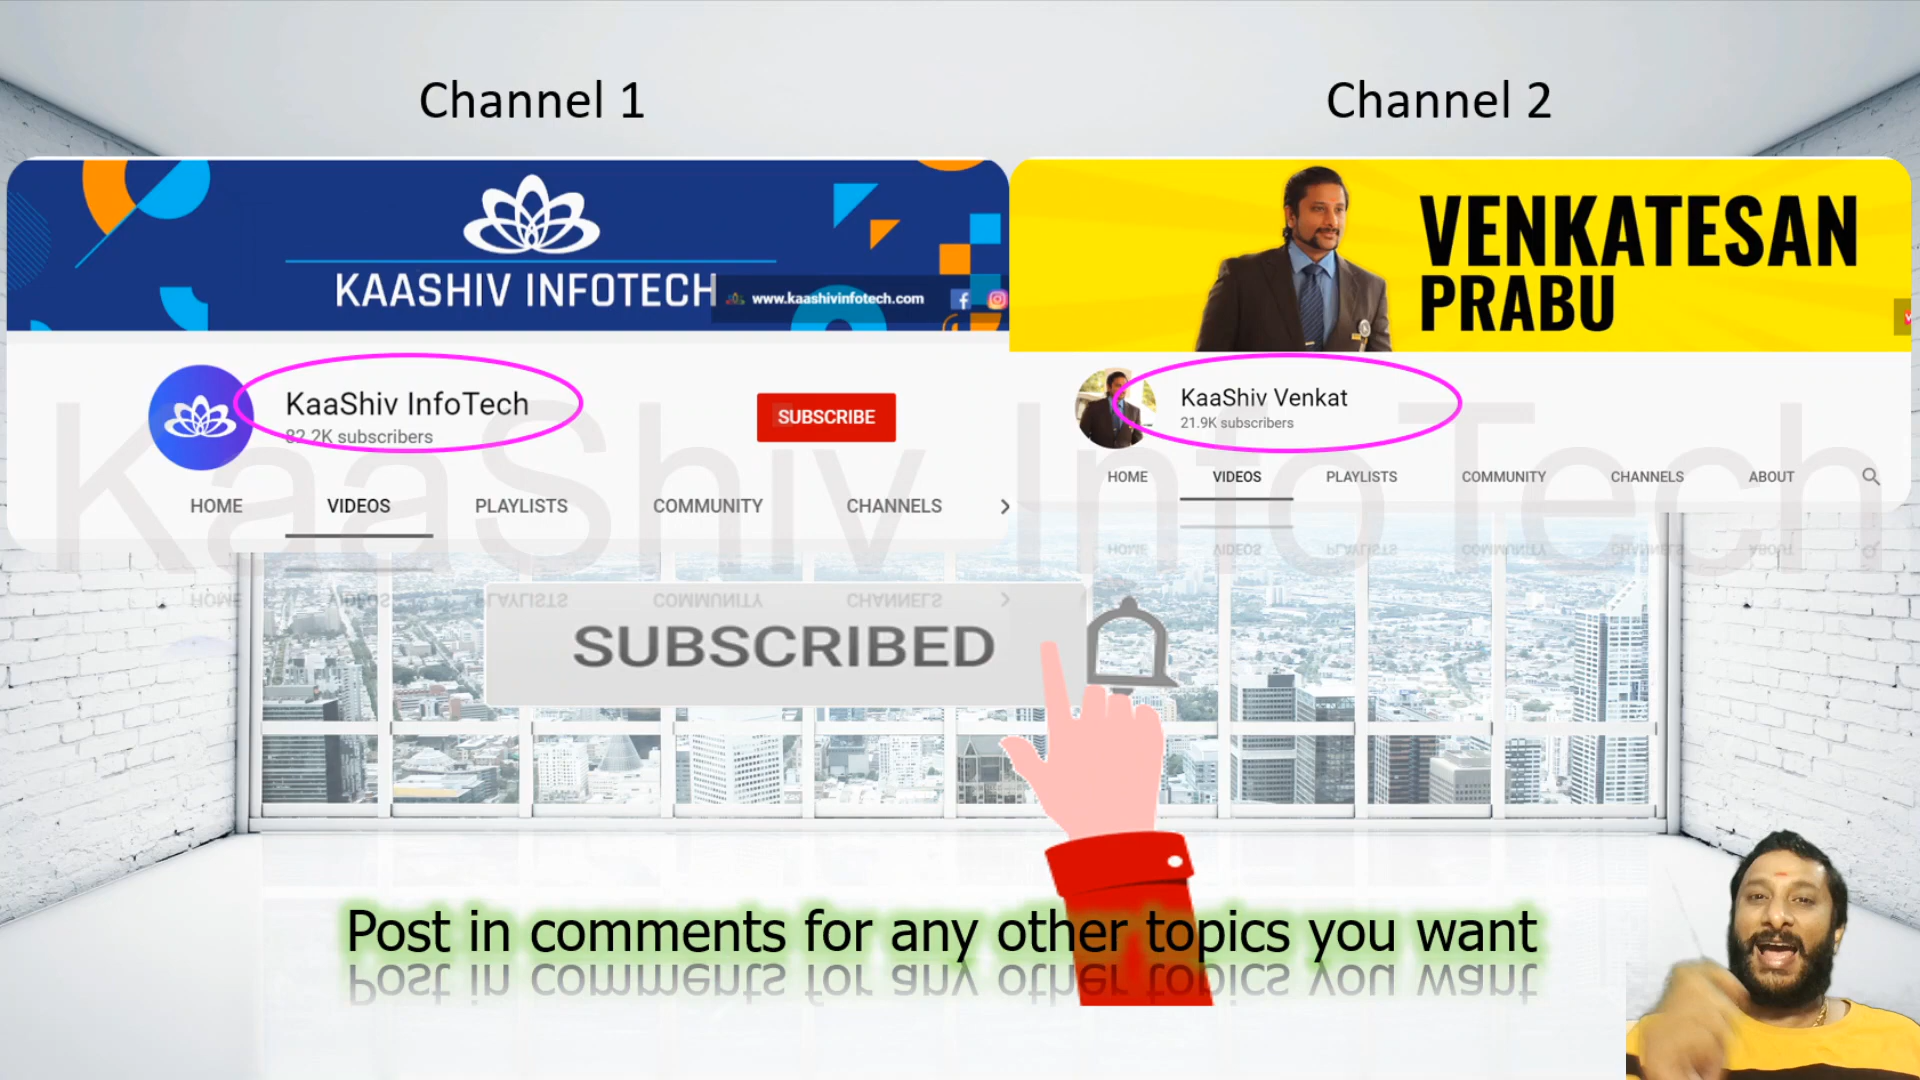 Channel 1
Channel 2
KAASHIV INFOTECH
www.kaashivinfotech.com
VENKATESAN
PRABU
KaaShiv InfoTech
82.2K subscribers
SUBSCRIBE
KaaShiv Venkat
21.9K subscribers
HOME VIDEOS PLAYLISTS COMMUNITY CHANNELS
HOME VIDEOS PLAYLISTS COMMUNITY CHANNELS ABOUT
KaaShiv InfoTech
SUBSCRIBED
Post in comments for any other topics you want